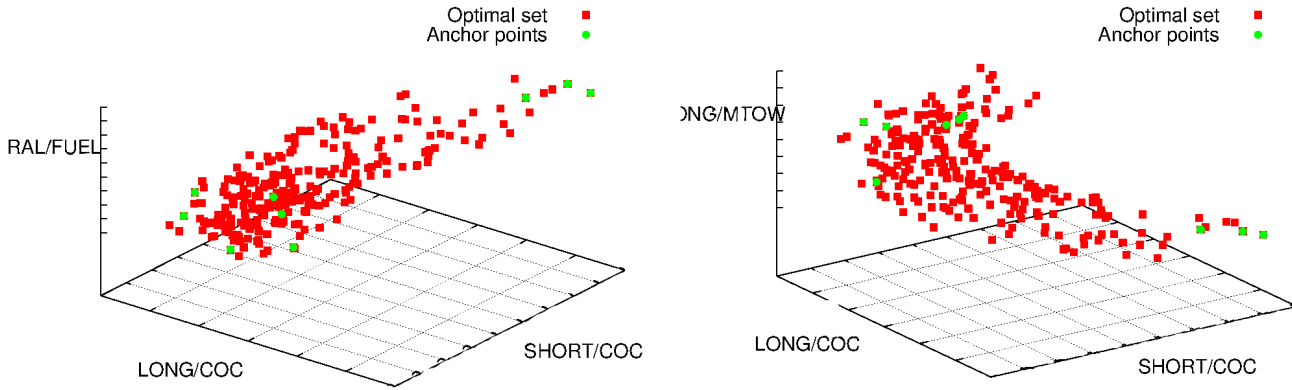 Optimal set
Anchor points
RAL/FUEL
LONG/COC
SHORT/COC
Optimal set
Anchor points
ONG/MTOW
LONG/COC
SHORT/COC